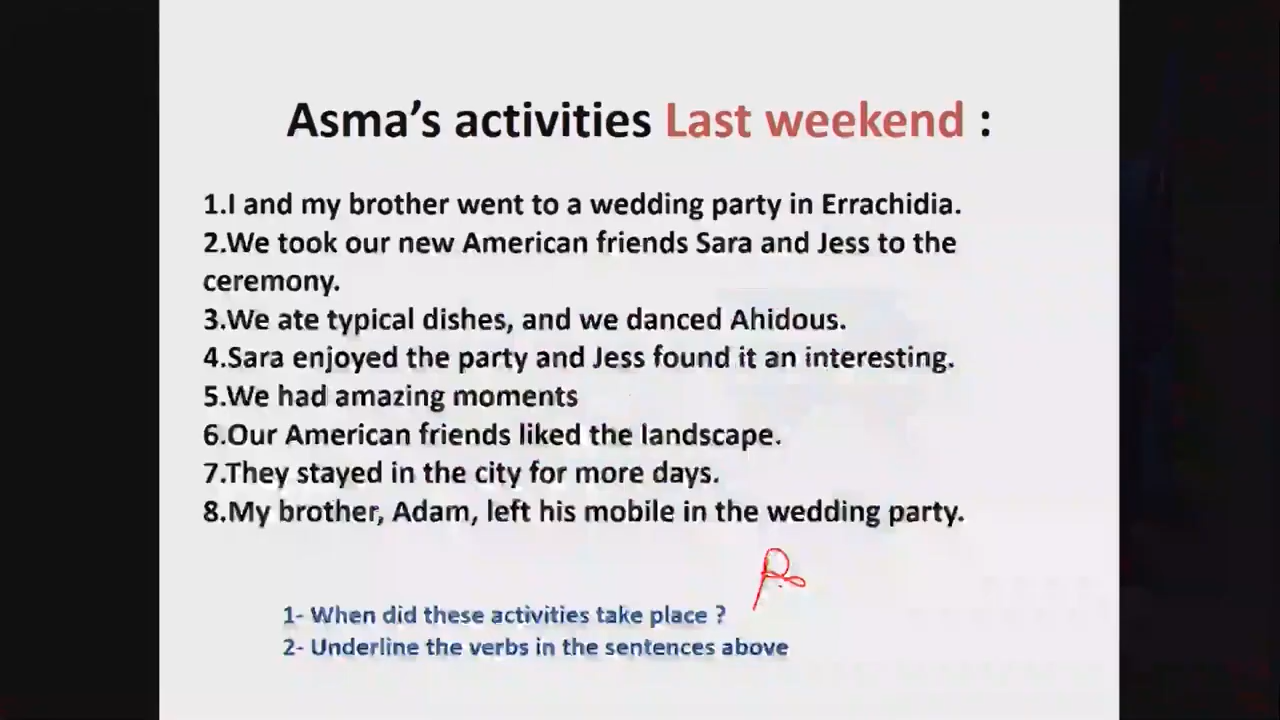 Asma's activities Last weekend :
1.I and my brother went to a wedding party in Errachidia.
2.We took our new American friends Sara and Jess to the
ceremony.
3.We ate typical dishes, and we danced Ahidous.
4.Sara enjoyed the party and Jess found it an interesting.
5.We had amazing moments
6.Our American friends liked the landscape.
7.They stayed in the city for more days.
8.My brother, Adam, left his mobile in the wedding party.
1- When did these activities take place ?
2- Underline the verbs in the sentences above